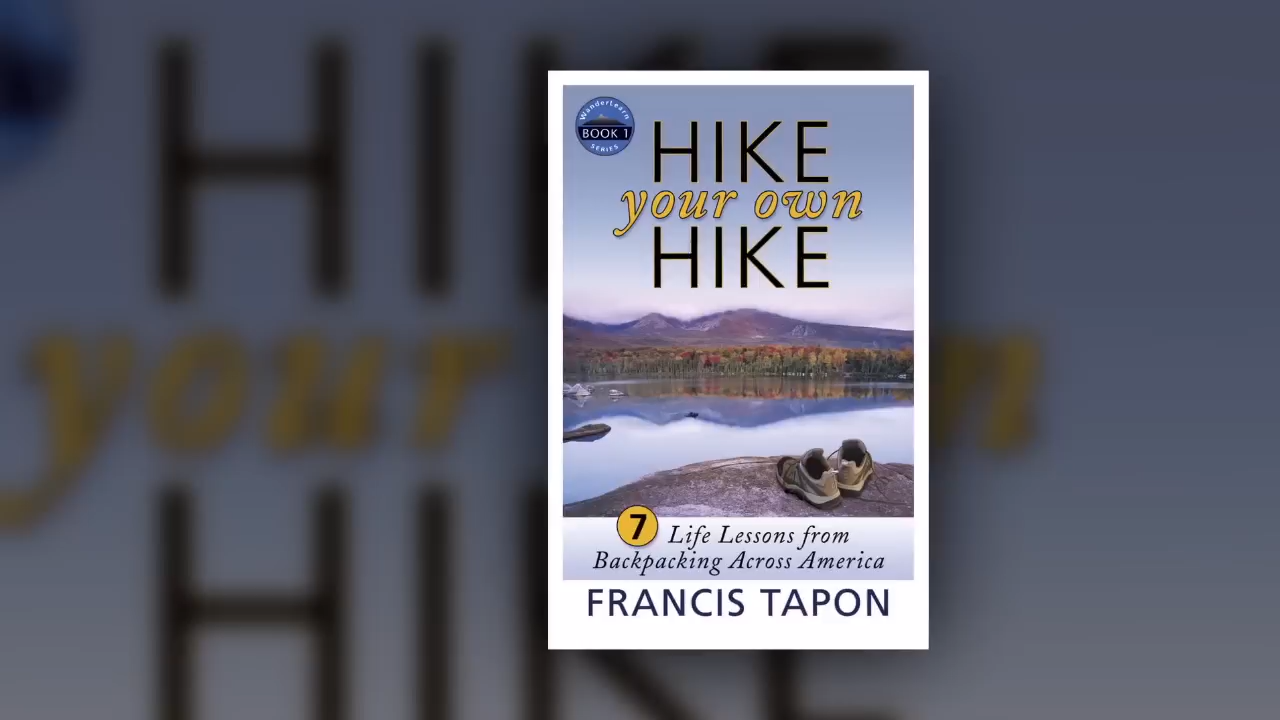 WanderLearn
BOOK 1
SERIES
HIKE
your own
HIKE
7 Life Lessons from
Backpacking Across America
FRANCIS TAPON